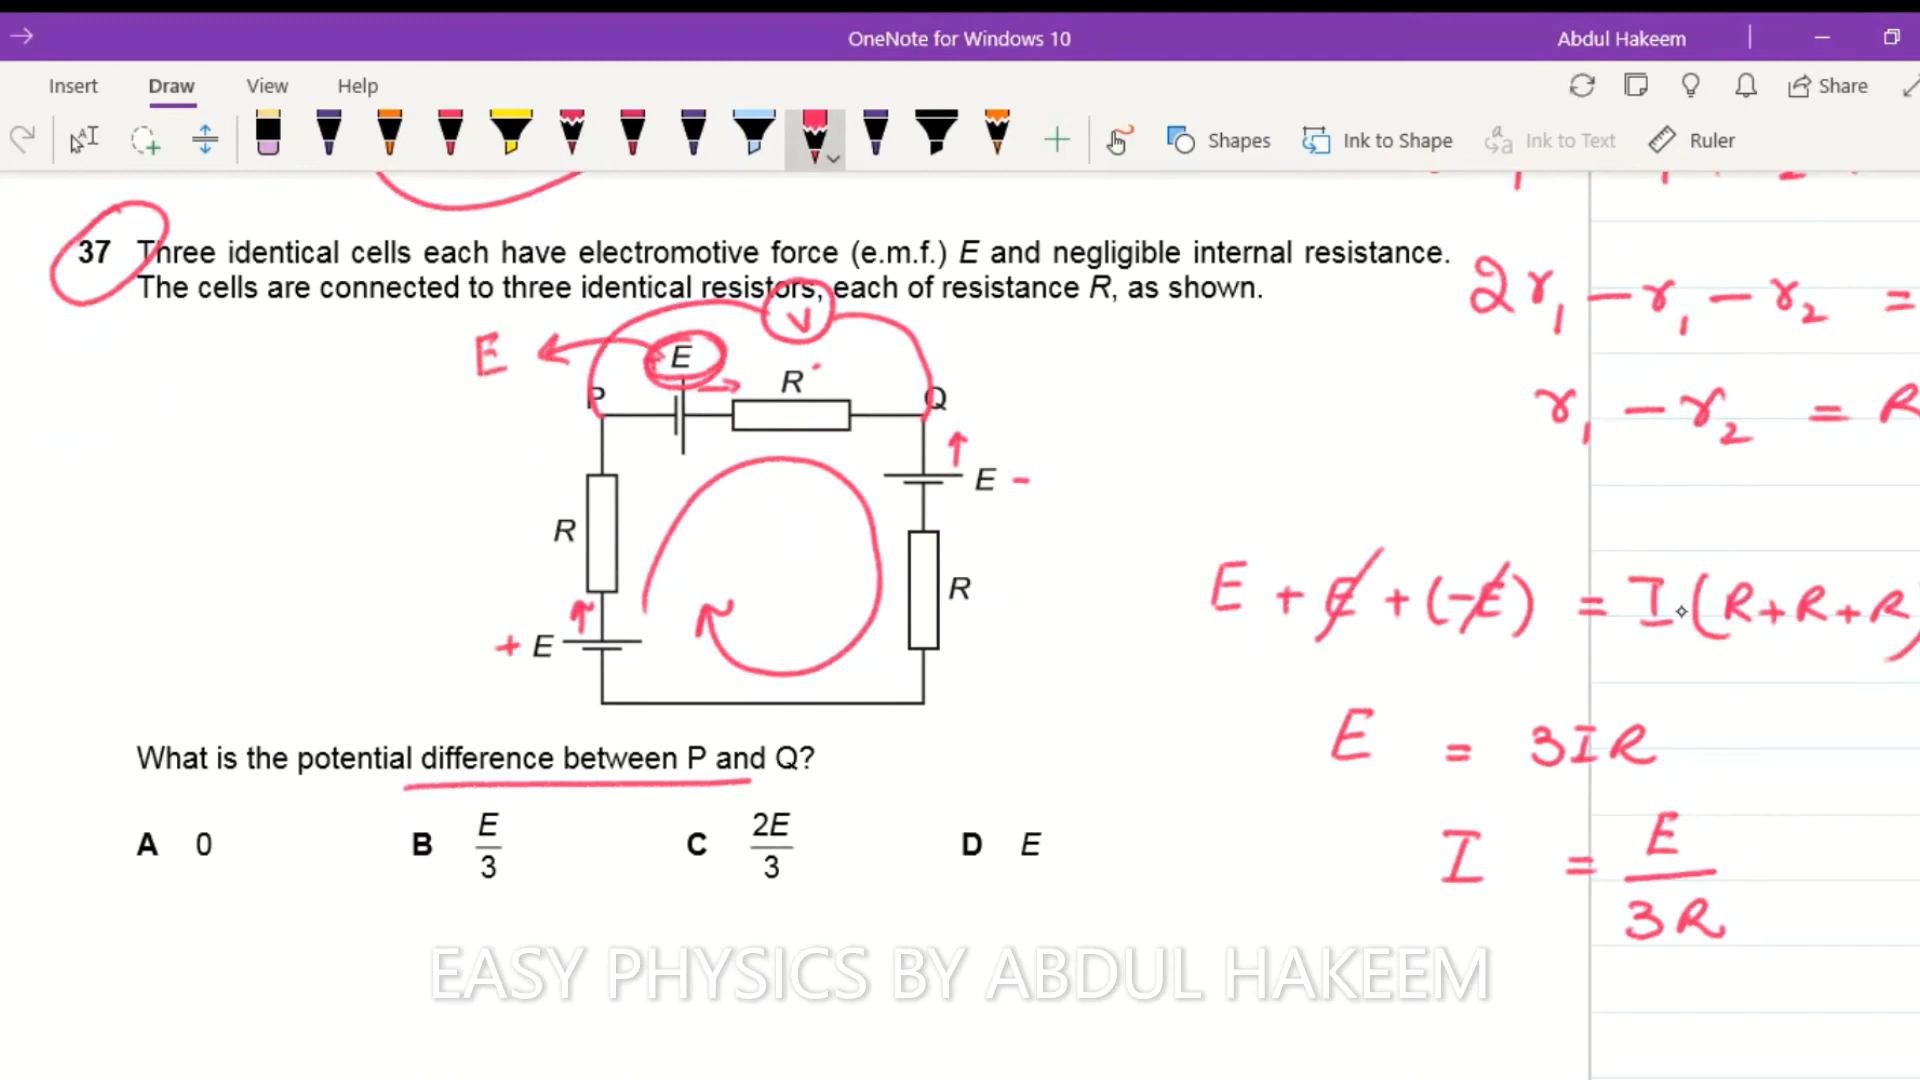 OneNote for Windows 10
Abdul Hakeem
Insert Draw View Help
Share
Shapes Ink to Shape Ink to Text Ruler
37 Three identical cells each have electromotive force (e.m.f.) E and negligible internal resistance.
The cells are connected to three identical resistors, each of resistance R, as shown.
2r₁ - r₁ - r₂ =
r₁ - r₂ = R
V
E
E
R
P
Q
E -
R
R
+ E
E + E + (-E) = I(R+R+R)
E = 3IR
I = E/3R
What is the potential difference between P and Q?
A 0 B E/3 C 2E/3 D E
EASY PHYSICS BY ABDUL HAKEEM